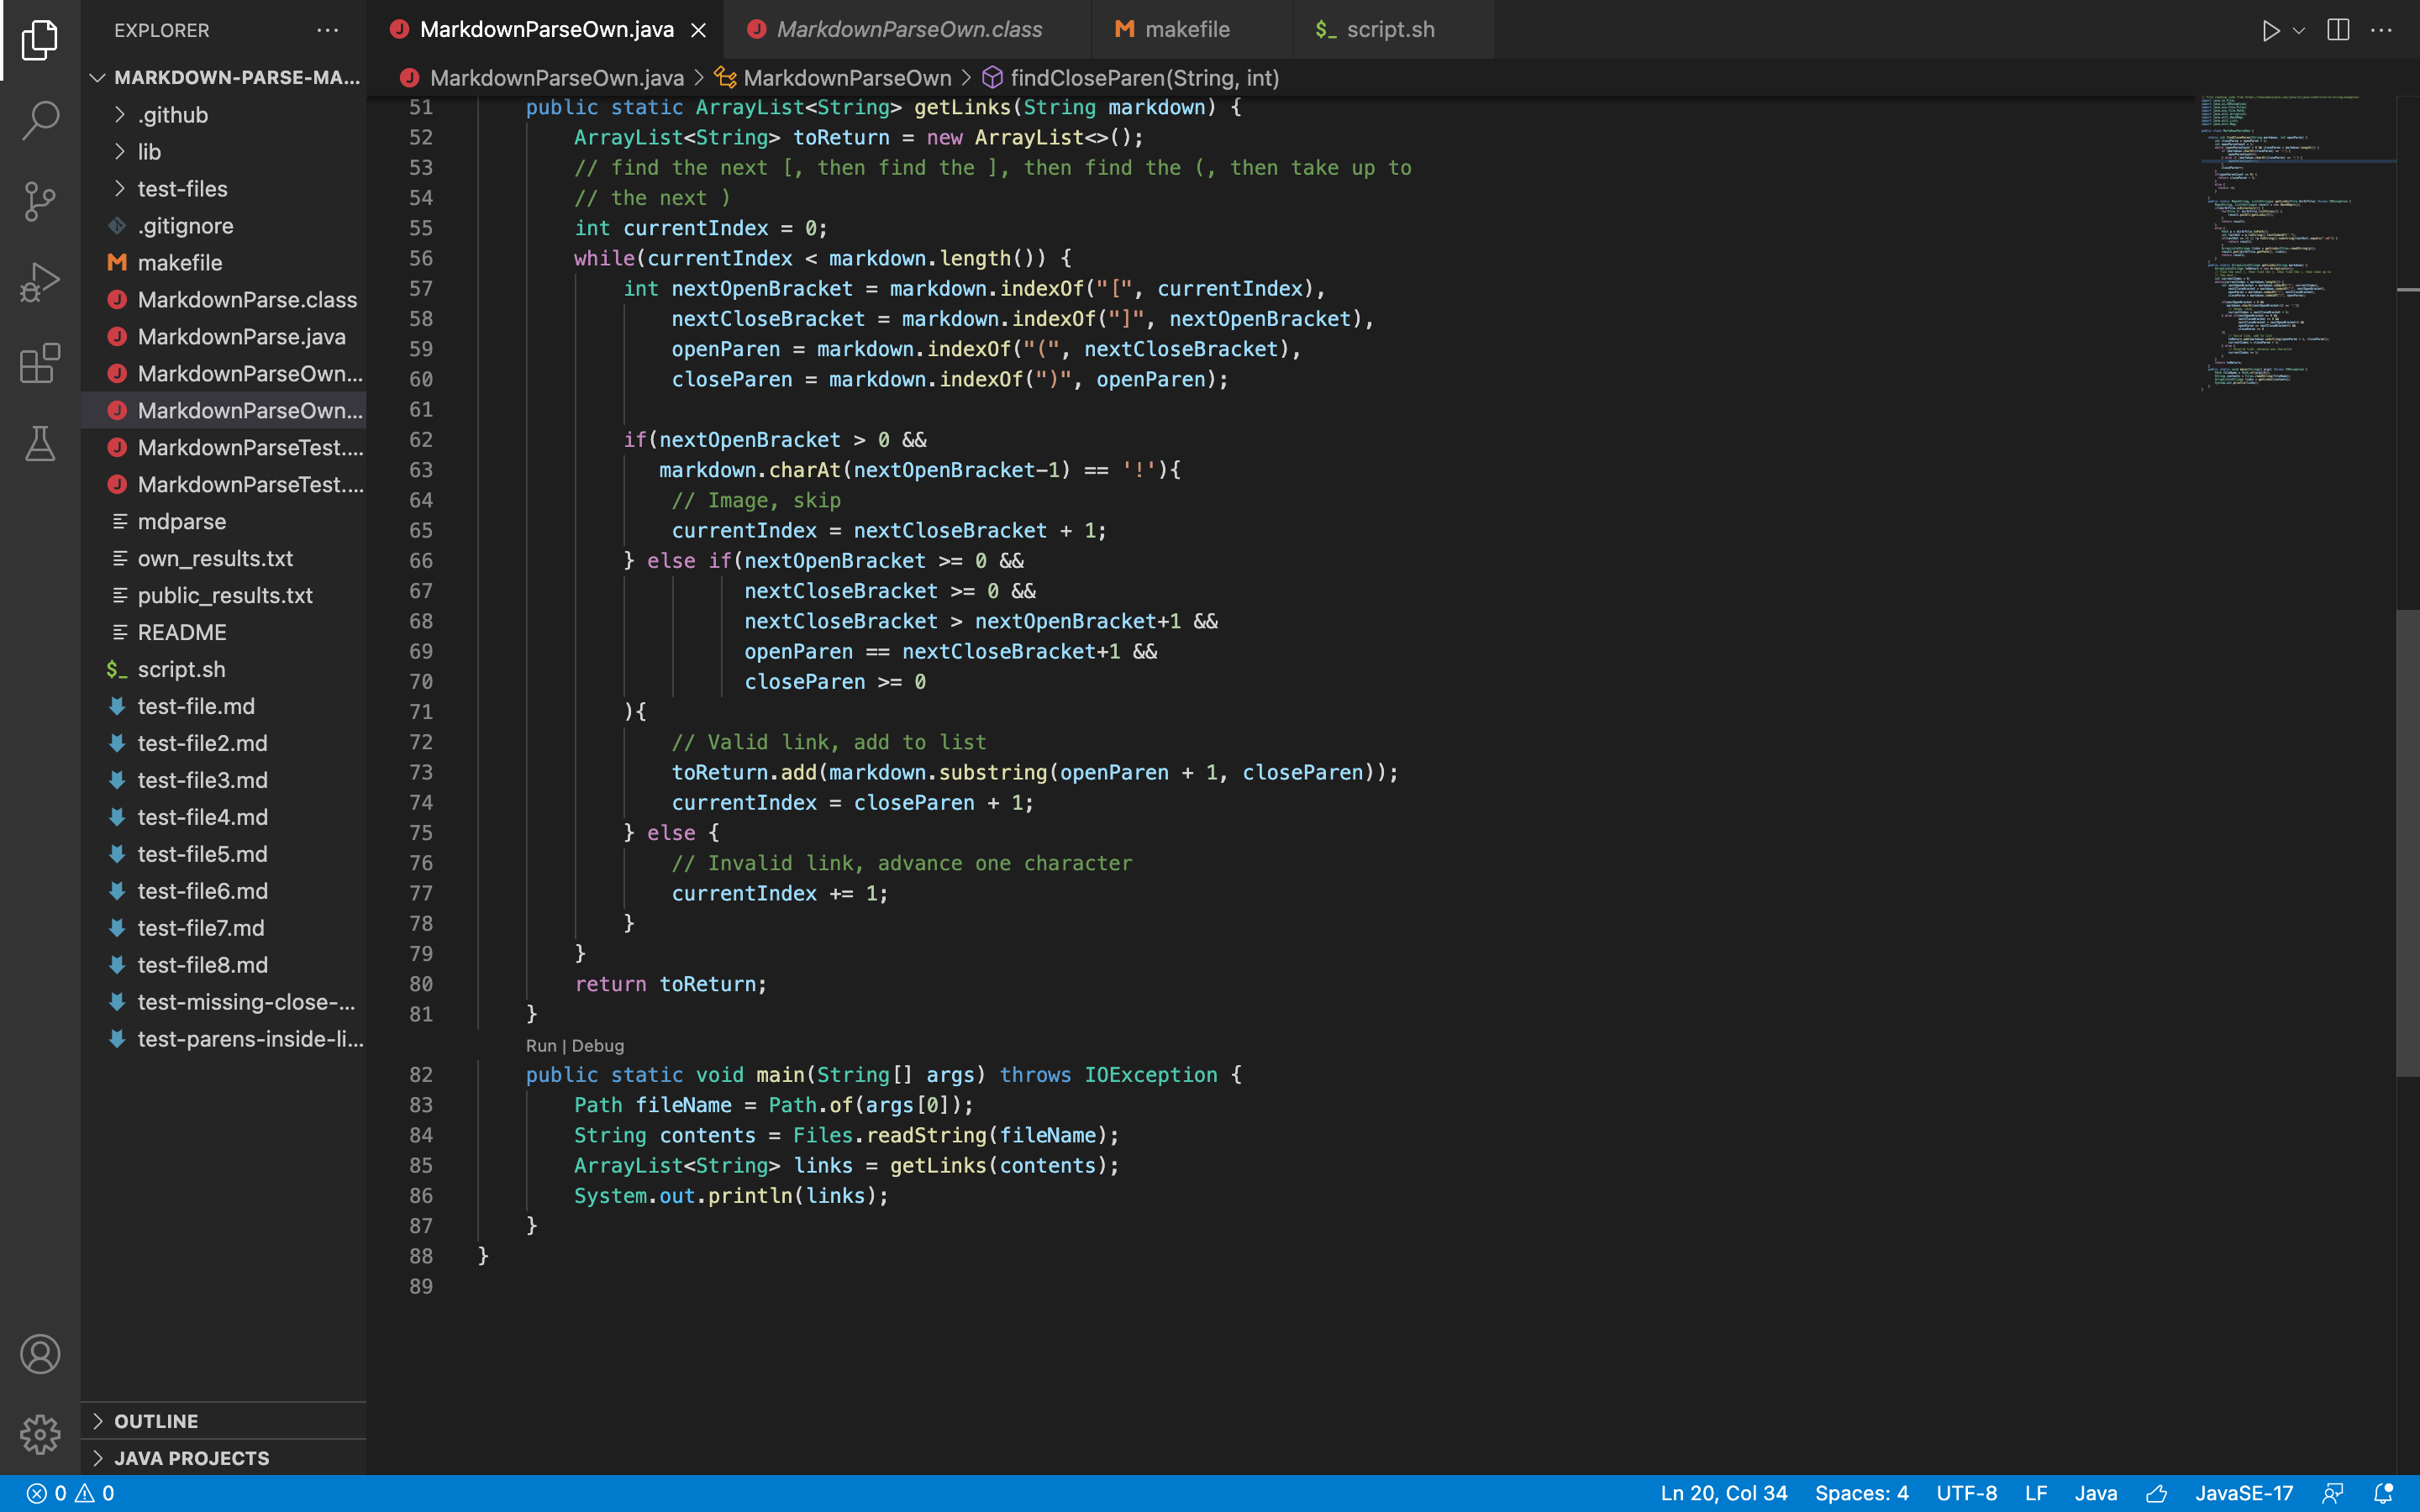 EXPLORER
MARKDOWN-PARSE-MA...
.github
lib
test-files
.gitignore
makefile
MarkdownParse.class
MarkdownParse.java
MarkdownParseOwn...
MarkdownParseOwn...
MarkdownParseTest....
MarkdownParseTest....
mdparse
own_results.txt
public_results.txt
README
script.sh
test-file.md
test-file2.md
test-file3.md
test-file4.md
test-file5.md
test-file6.md
test-file7.md
test-file8.md
test-missing-close-...
test-parens-inside-li...
OUTLINE
JAVA PROJECTS
MarkdownParseOwn.java
MarkdownParseOwn.class
makefile
script.sh
MarkdownParseOwn.java > MarkdownParseOwn > findCloseParen(String, int)
51 public static ArrayList<String> getLinks(String markdown) {
52 ArrayList<String> toReturn = new ArrayList<>();
53 // find the next [, then find the ], then find the (, then take up to
54 // the next )
55 int currentIndex = 0;
56 while(currentIndex < markdown.length()) {
57 int nextOpenBracket = markdown.indexOf("[", currentIndex),
58 nextCloseBracket = markdown.indexOf("]", nextOpenBracket),
59 openParen = markdown.indexOf("(", nextCloseBracket),
60 closeParen = markdown.indexOf(")", openParen);
61
62 if(nextOpenBracket > 0 &&
63 markdown.charAt(nextOpenBracket-1) == '!'){
64 // Image, skip
65 currentIndex = nextCloseBracket + 1;
66 } else if(nextOpenBracket >= 0 &&
67 nextCloseBracket >= 0 &&
68 nextCloseBracket > nextOpenBracket+1 &&
69 openParen == nextCloseBracket+1 &&
70 closeParen >= 0
71 ){
72 // Valid link, add to list
73 toReturn.add(markdown.substring(openParen + 1, closeParen));
74 currentIndex = closeParen + 1;
75 } else {
76 // Invalid link, advance one character
77 currentIndex += 1;
78 }
79 }
80 return toReturn;
81 }
Run | Debug
82 public static void main(String[] args) throws IOException {
83 Path fileName = Path.of(args[0]);
84 String contents = Files.readString(fileName);
85 ArrayList<String> links = getLinks(contents);
86 System.out.println(links);
87 }
88 }
89
0 0
Ln 20, Col 34
Spaces: 4
UTF-8
LF
Java
JavaSE-17